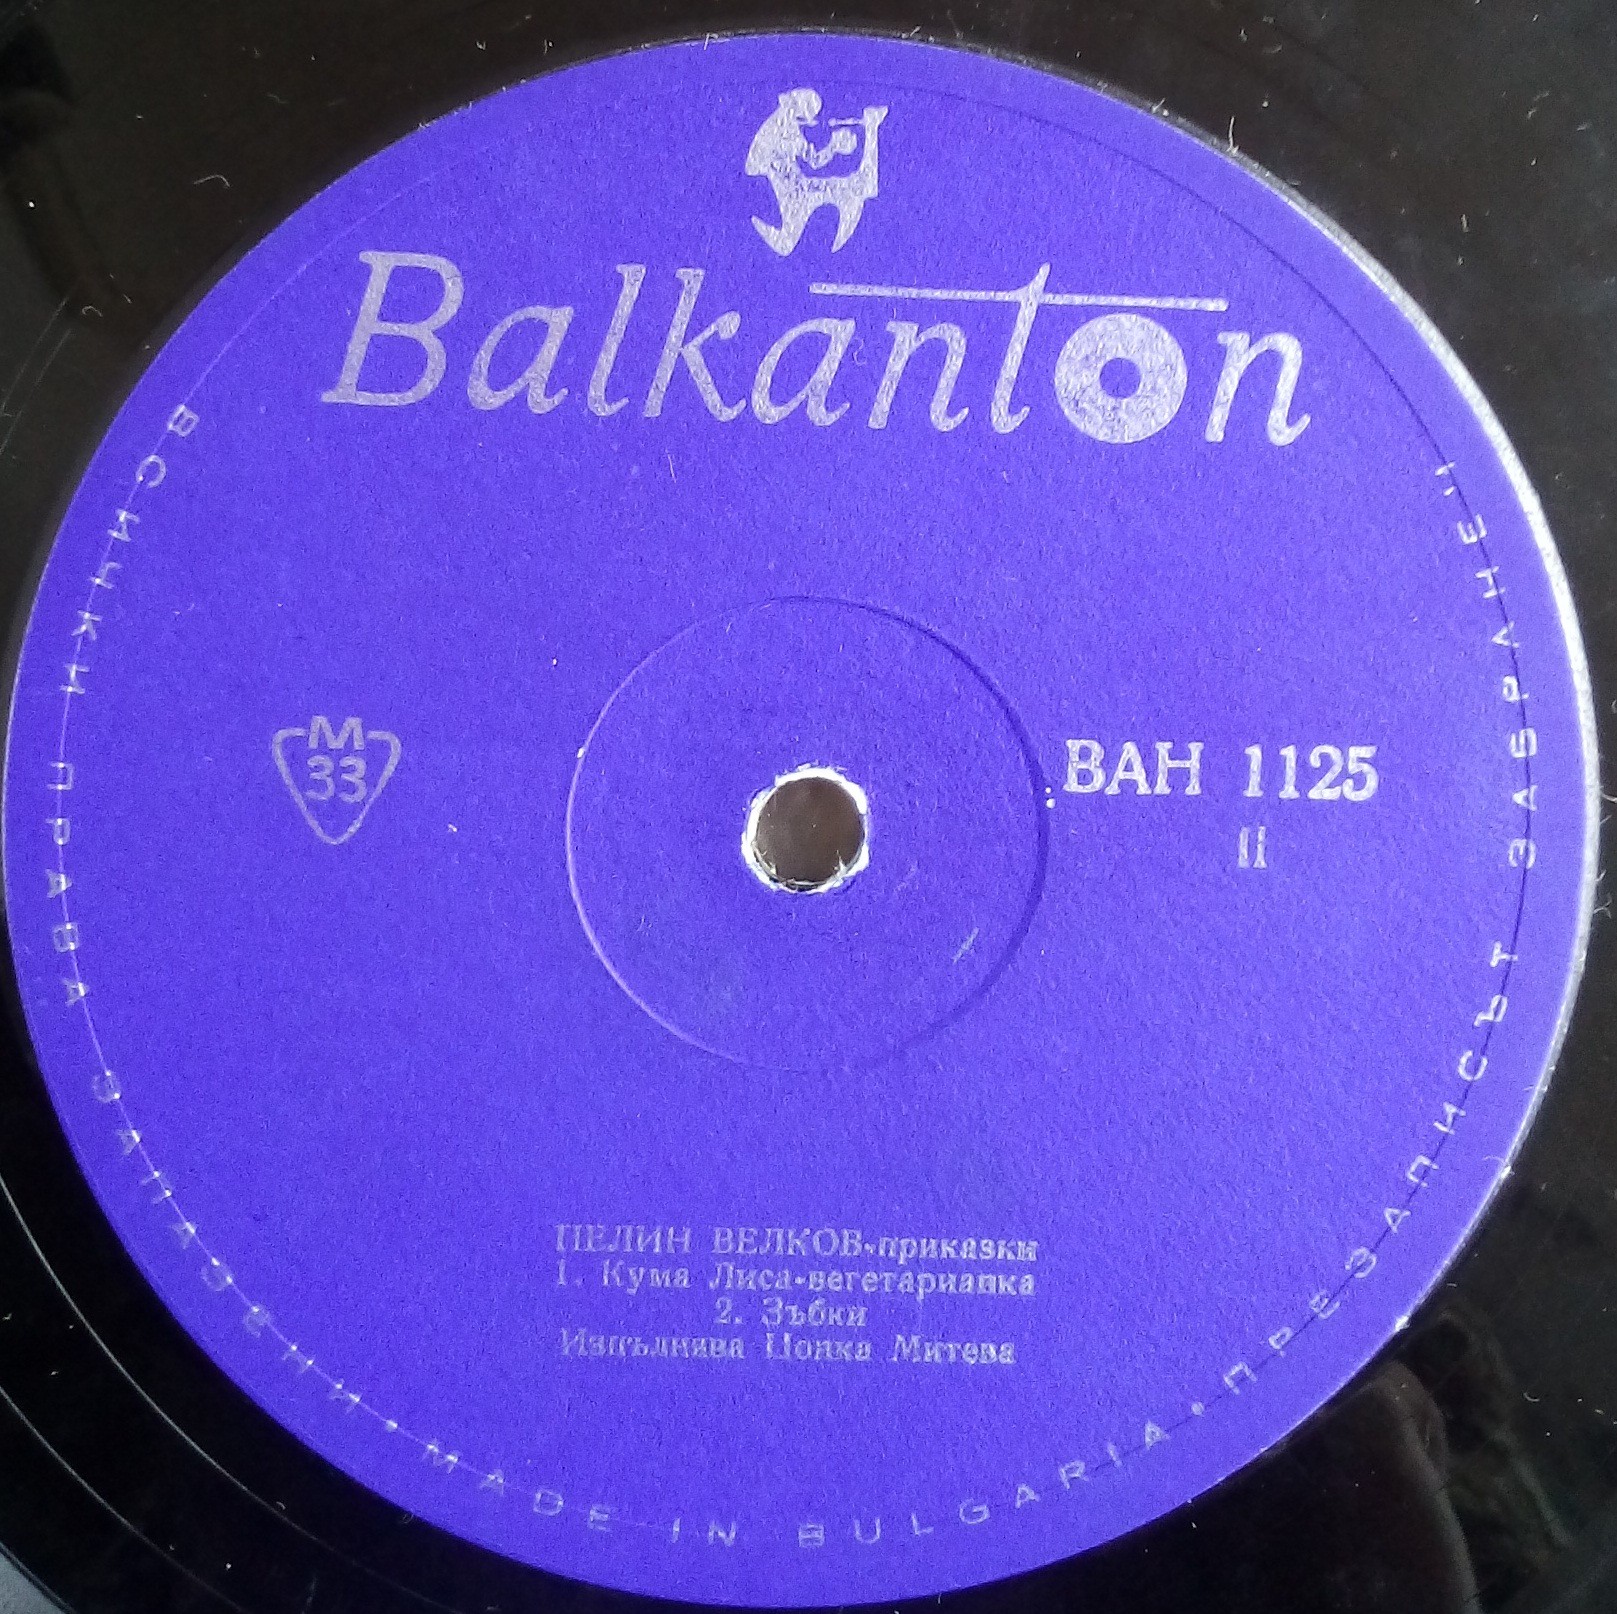 Balkanton
M
33
ВАН 1125
II
ПЕЛИН ВЕЛКОВ-приказки
1. Кума Лиса-вегетарианка
2. Зъбки
Изпълнява Цонка Митева
ВСИЧКИ ПРАВА ЗАПАЗЕНИ • MADE IN BULGARIA • ПРЕЗАПИСЪТ ЗАБРАНЕН